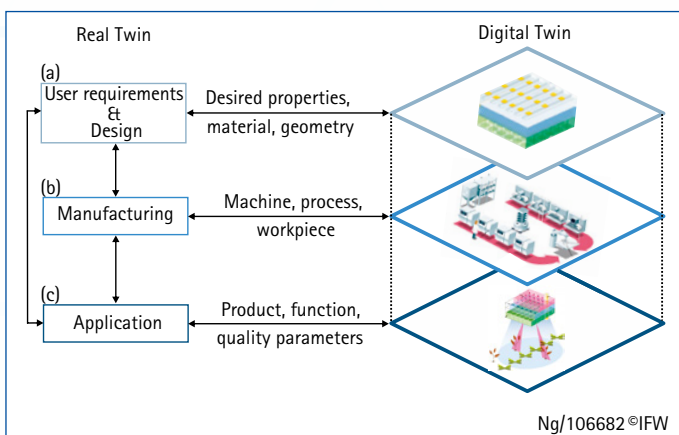 Real Twin
Digital Twin
(a)
User requirements
&
Design
Desired properties,
material, geometry
(b)
Manufacturing
Machine, process,
workpiece
(c)
Application
Product, function,
quality parameters
Ng/106682 ©IFW